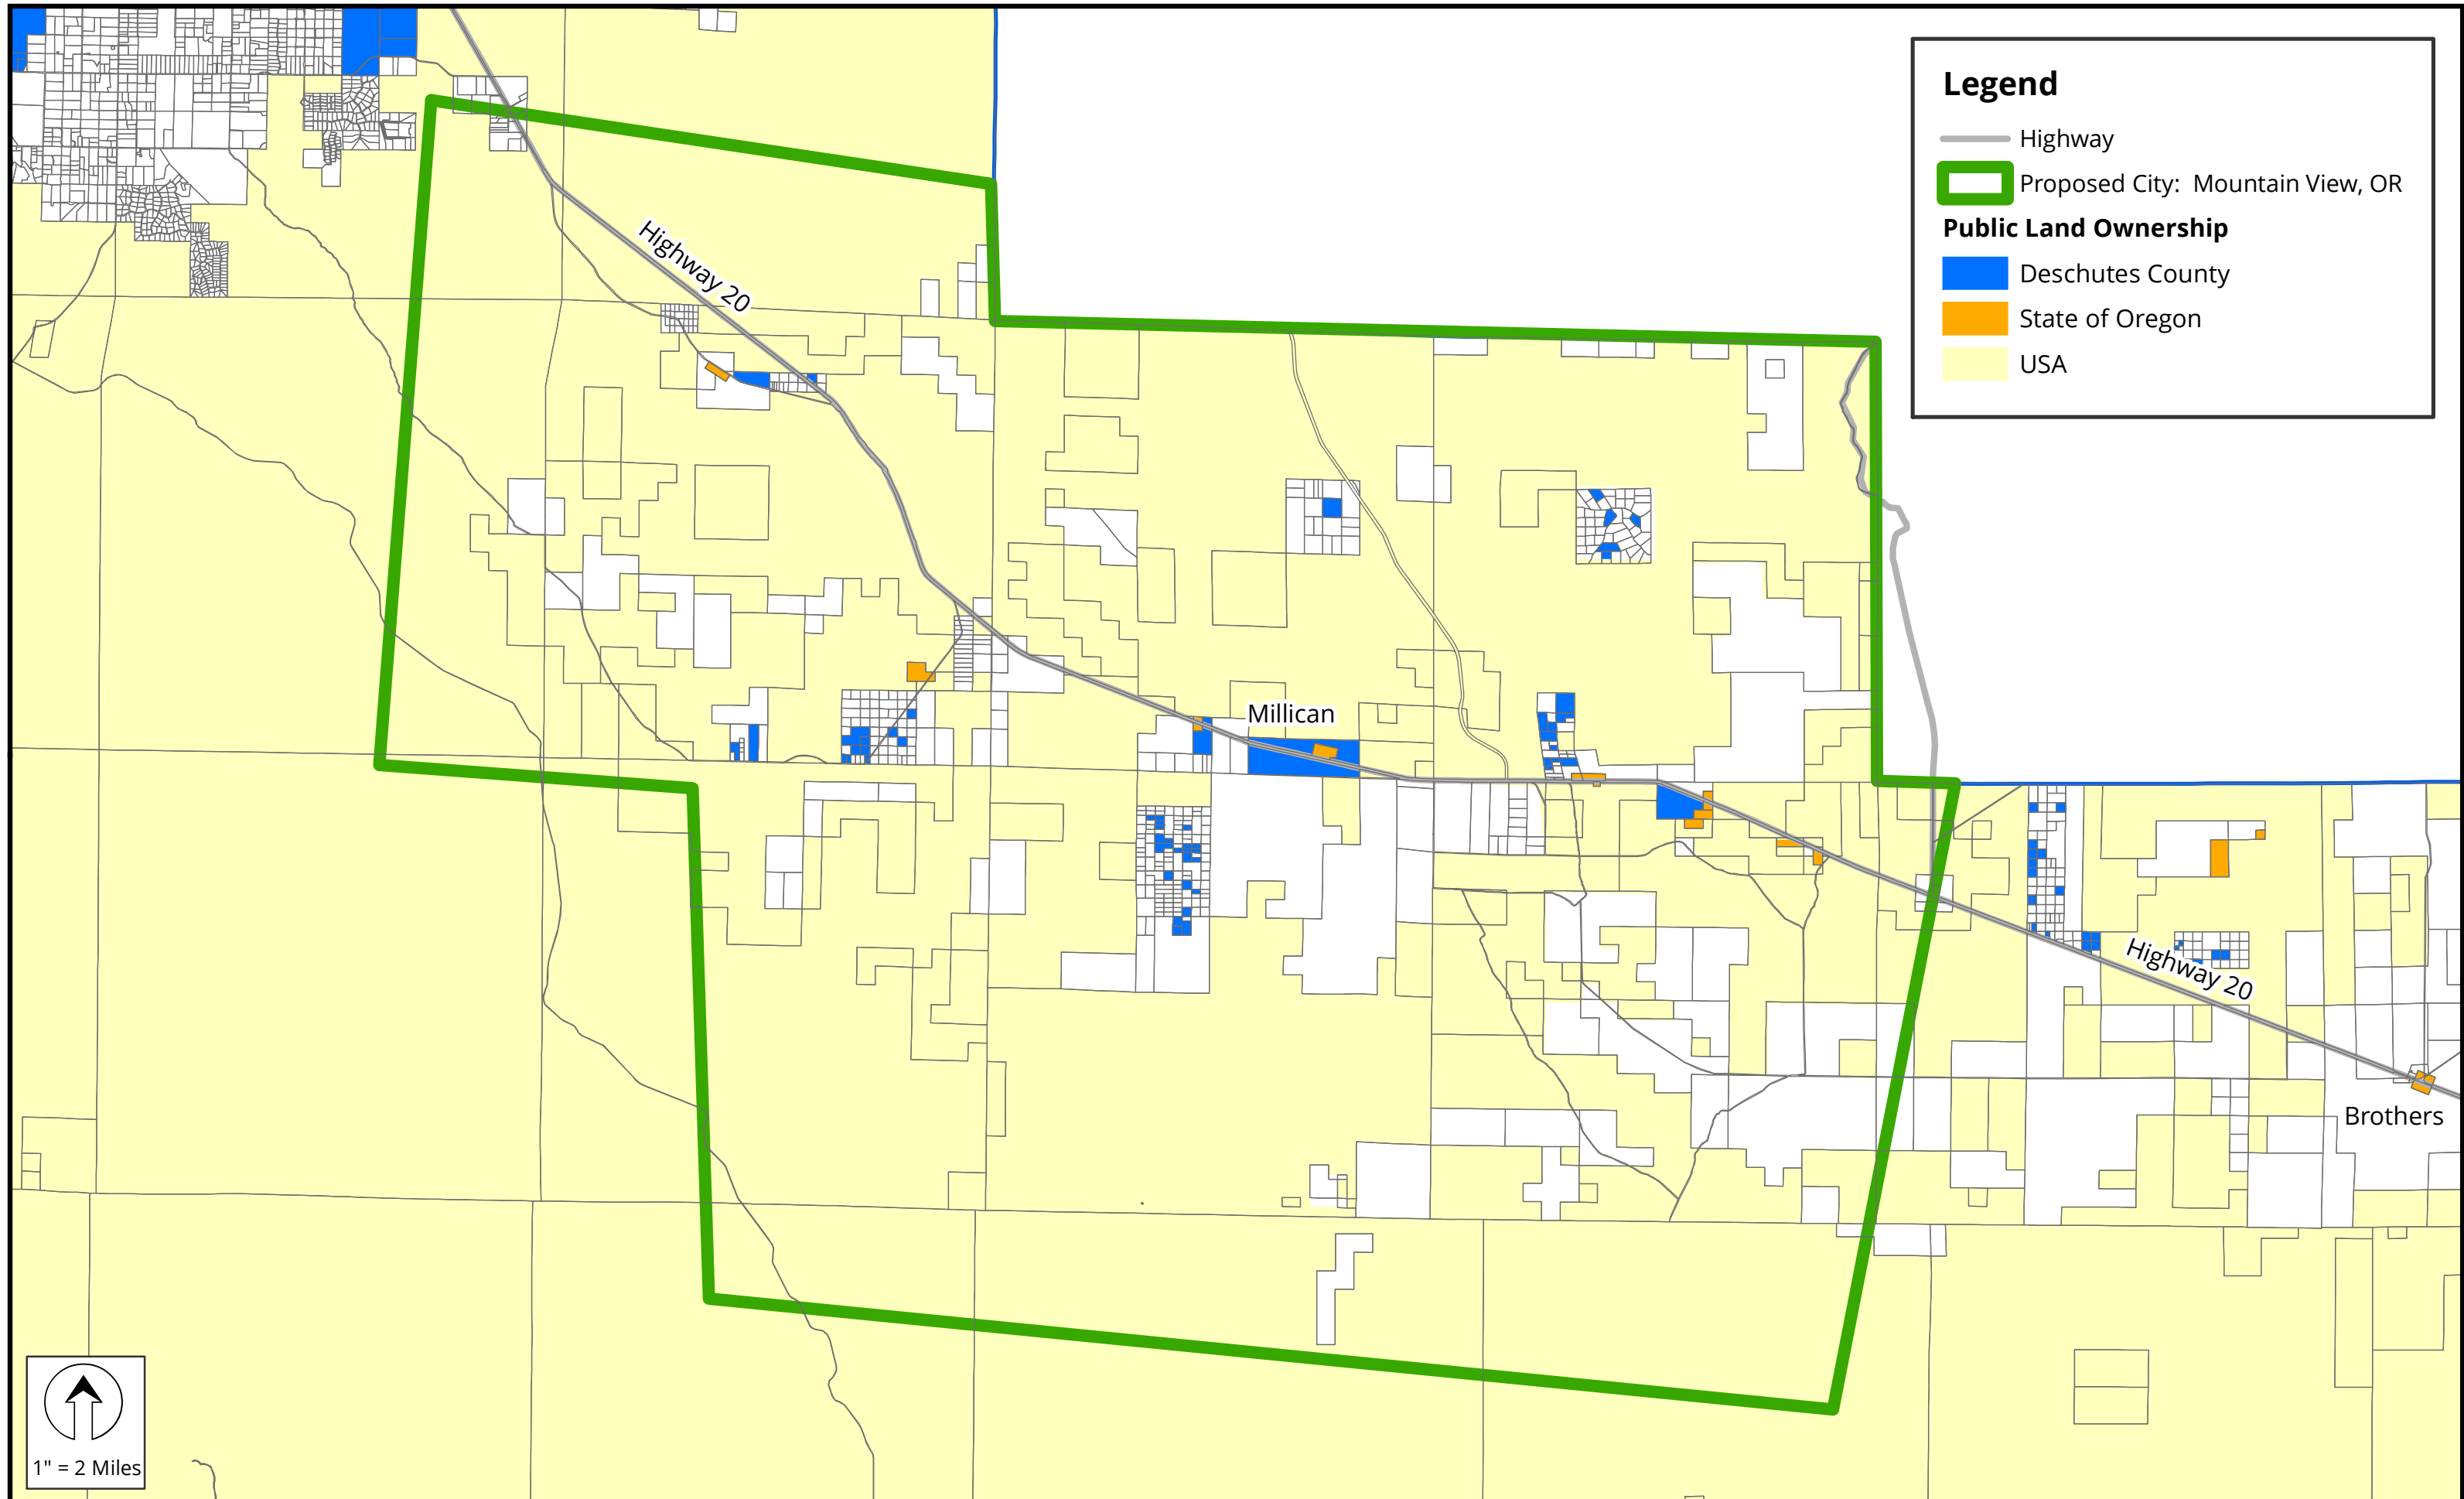 Legend
Highway
Proposed City: Mountain View, OR
Public Land Ownership
Deschutes County
State of Oregon
USA
Highway 20
Millican
Highway 20
Brothers
1" = 2 Miles